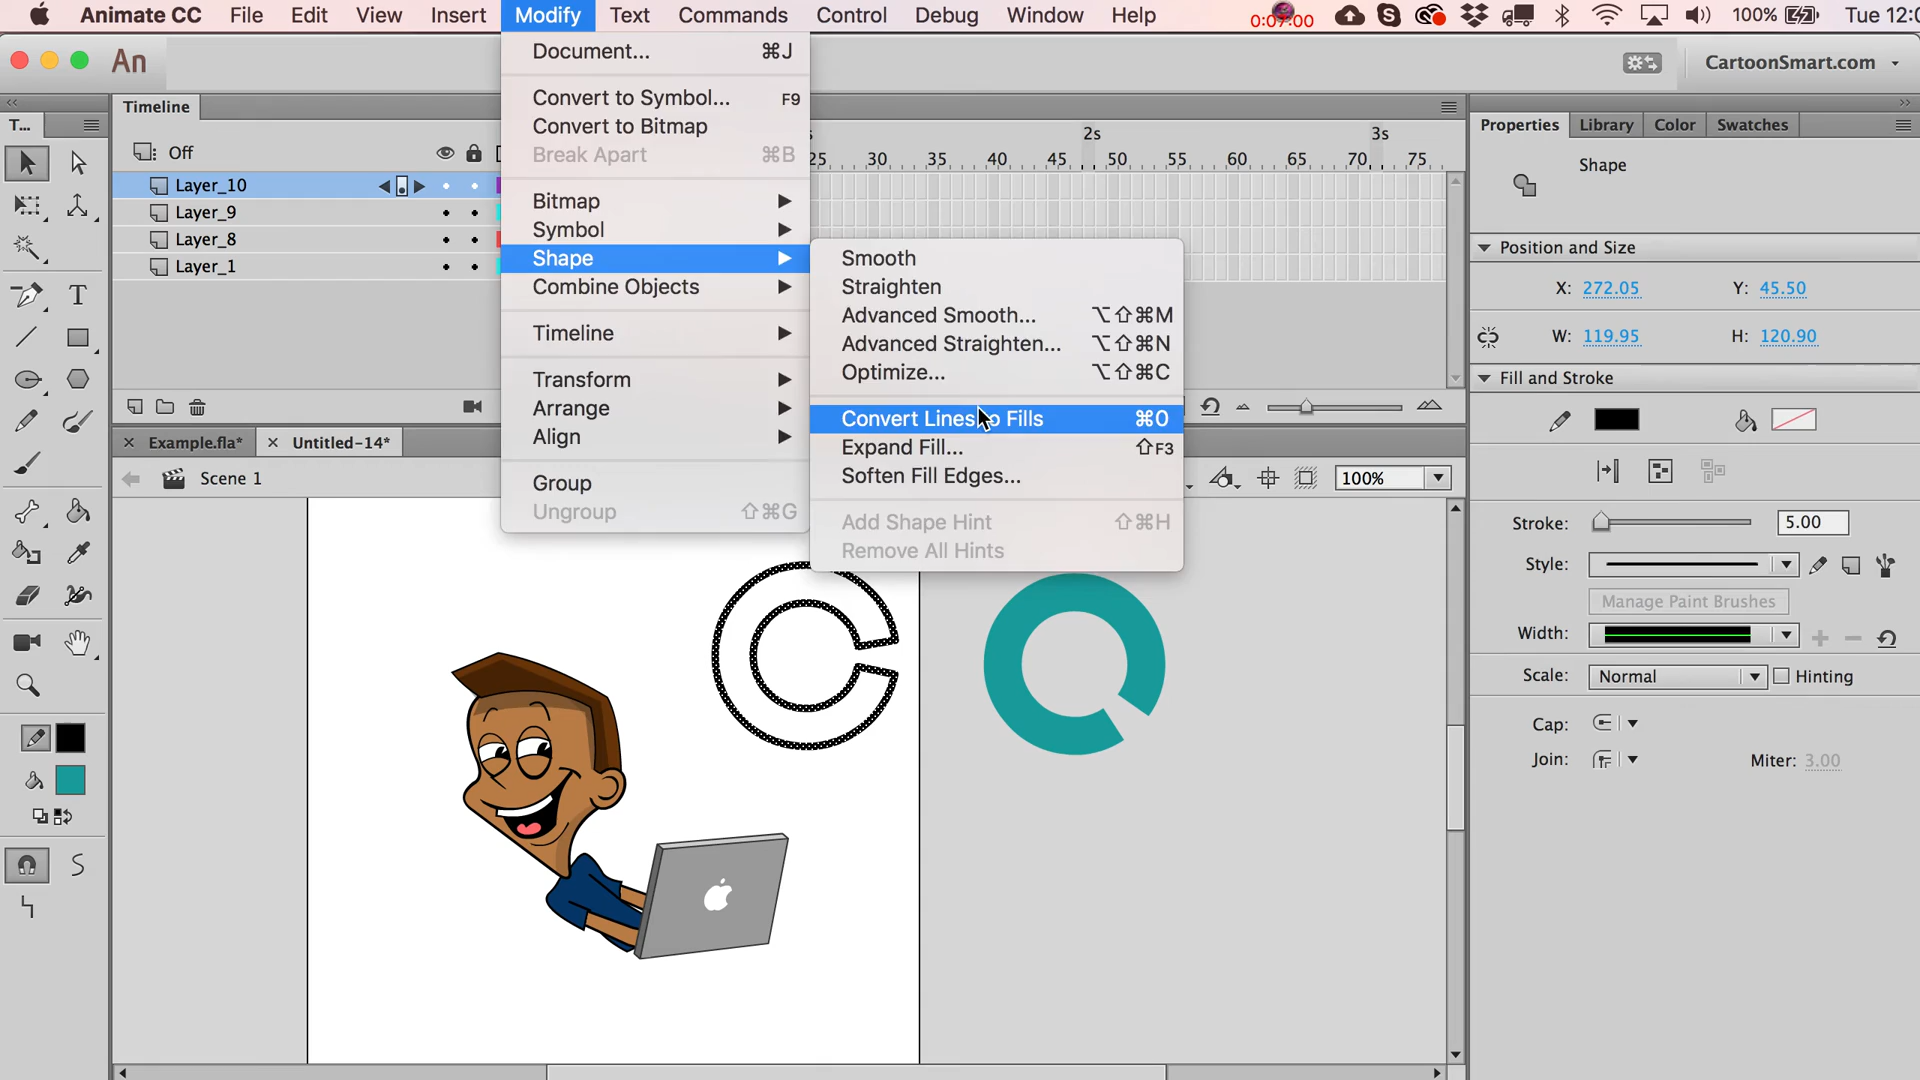 Animate CC File Edit View Insert Modify Text Commands Control Debug Window Help 0:07:00 100% Tue 12:0
An CartoonSmart.com
Timeline
T...
Off
Layer_10
Layer_9
Layer_8
Layer_1
2s 3s
25 30 35 40 45 50 55 60 65 70 75
Document... ⌘J
Convert to Symbol... F9
Convert to Bitmap
Break Apart ⌘B
Bitmap
Symbol
Shape
Combine Objects
Timeline
Transform
Arrange
Align
Group
Ungroup ⇧⌘G
Smooth
Straighten
Advanced Smooth... ⌥⇧⌘M
Advanced Straighten... ⌥⇧⌘N
Optimize... ⌥⇧⌘C
Convert Lines to Fills ⌘O
Expand Fill... ⇧F3
Soften Fill Edges...
Add Shape Hint ⇧⌘H
Remove All Hints
Example.fla* Untitled-14*
Scene 1 100%
Properties Library Color Swatches
Shape
Position and Size
X: 272.05 Y: 45.50
W: 119.95 H: 120.90
Fill and Stroke
Stroke: 5.00
Style:
Manage Paint Brushes
Width:
Scale: Normal Hinting
Cap:
Join: Miter: 3.00